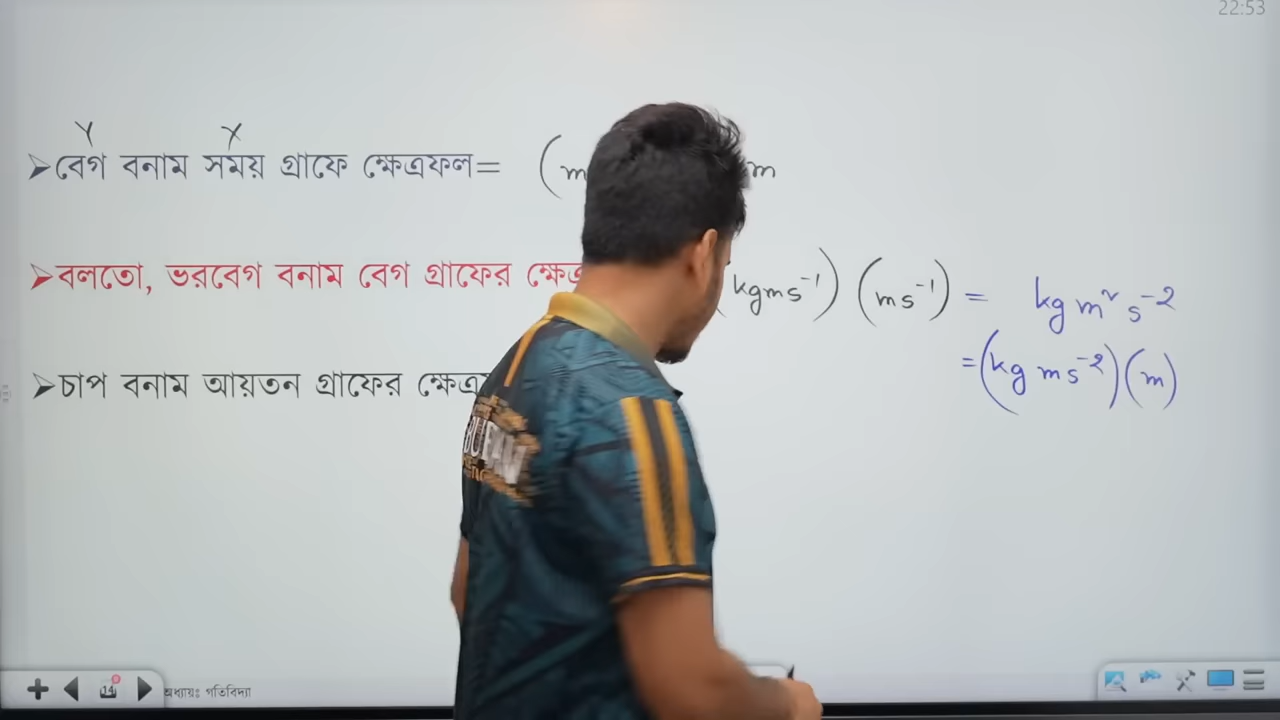 22:53
Y X
➢বেগ বনাম সময় গ্রাফে ক্ষেত্রফল= (m m
➢বলতো, ভরবেগ বনাম বেগ গ্রাফের kgms⁻¹) (ms⁻¹) = kg m² s⁻²
=(kg ms⁻²)(m)
➢চাপ বনাম আয়তন গ্রাফের
14 অধ্যায়ঃ গতিবিদ্যা